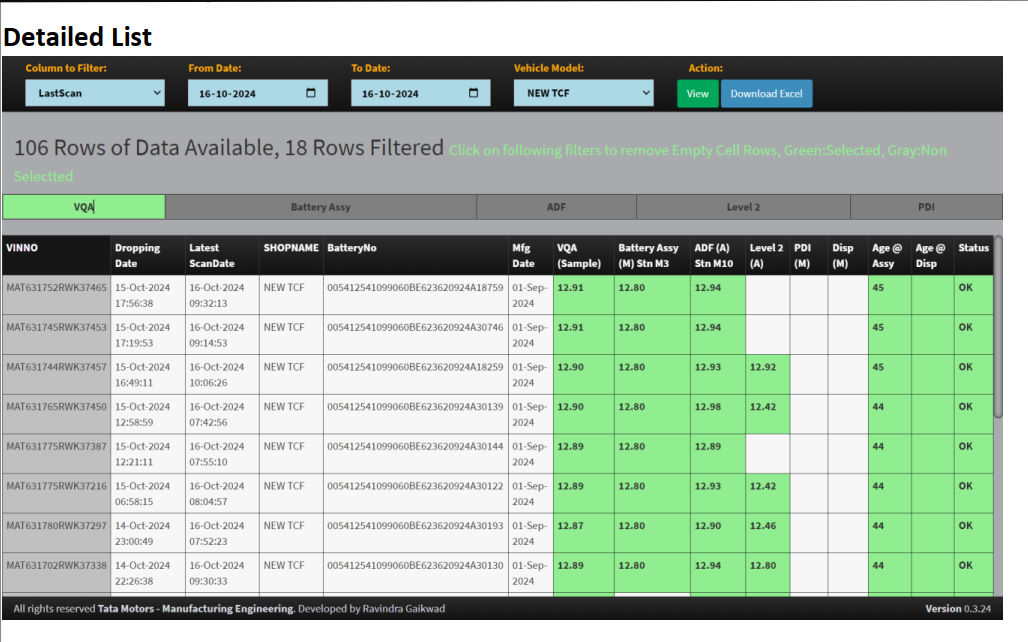 Detailed List
Column to Filter: From Date: To Date: Vehicle Model: Action:
LastScan 16-10-2024 16-10-2024 NEW TCF View Download Excel
106 Rows of Data Available, 18 Rows Filtered Click on following filters to remove Empty Cell Rows, Green:Selected, Gray:Non
Selectted
VQA Battery Assy ADF Level 2 PDI
VINNO Dropping Latest SHOPNAME BatteryNo Mfg VQA Battery Assy ADF (A) Level 2 PDI Disp Age @ Age @ Status
Date ScanDate Date (Sample) (M) Stn M3 Stn M10 (A) (M) (M) Assy Disp
MAT631752RWK37465 15-Oct-2024 16-Oct-2024 NEW TCF 005412541099060BE623620924A18759 01-Sep- 12.91 12.80 12.94 45 OK
17:56:38 09:32:13 2024
MAT631745RWK37453 15-Oct-2024 16-Oct-2024 NEW TCF 005412541099060BE623620924A30746 01-Sep- 12.91 12.80 12.94 45 OK
17:19:53 09:14:53 2024
MAT631744RWK37457 15-Oct-2024 16-Oct-2024 NEW TCF 005412541099060BE623620924A18259 01-Sep- 12.90 12.80 12.93 12.92 45 OK
16:49:11 10:06:26 2024
MAT631765RWK37450 15-Oct-2024 16-Oct-2024 NEW TCF 005412541099060BE623620924A30139 01-Sep- 12.90 12.80 12.98 12.42 44 OK
12:58:59 07:42:56 2024
MAT631775RWK37387 15-Oct-2024 16-Oct-2024 NEW TCF 005412541099060BE623620924A30144 01-Sep- 12.89 12.80 12.89 44 OK
12:21:11 07:55:10 2024
MAT631775RWK37216 15-Oct-2024 16-Oct-2024 NEW TCF 005412541099060BE623620924A30122 01-Sep- 12.89 12.80 12.93 12.42 44 OK
06:58:15 08:04:57 2024
MAT631780RWK37297 14-Oct-2024 16-Oct-2024 NEW TCF 005412541099060BE623620924A30193 01-Sep- 12.87 12.80 12.90 12.46 44 OK
23:00:49 07:52:23 2024
MAT631702RWK37338 14-Oct-2024 16-Oct-2024 NEW TCF 005412541099060BE623620924A30130 01-Sep- 12.89 12.80 12.94 12.80 44 OK
22:26:38 09:30:33 2024
All rights reserved Tata Motors - Manufacturing Engineering. Developed by Ravindra Gaikwad Version 0.3.24